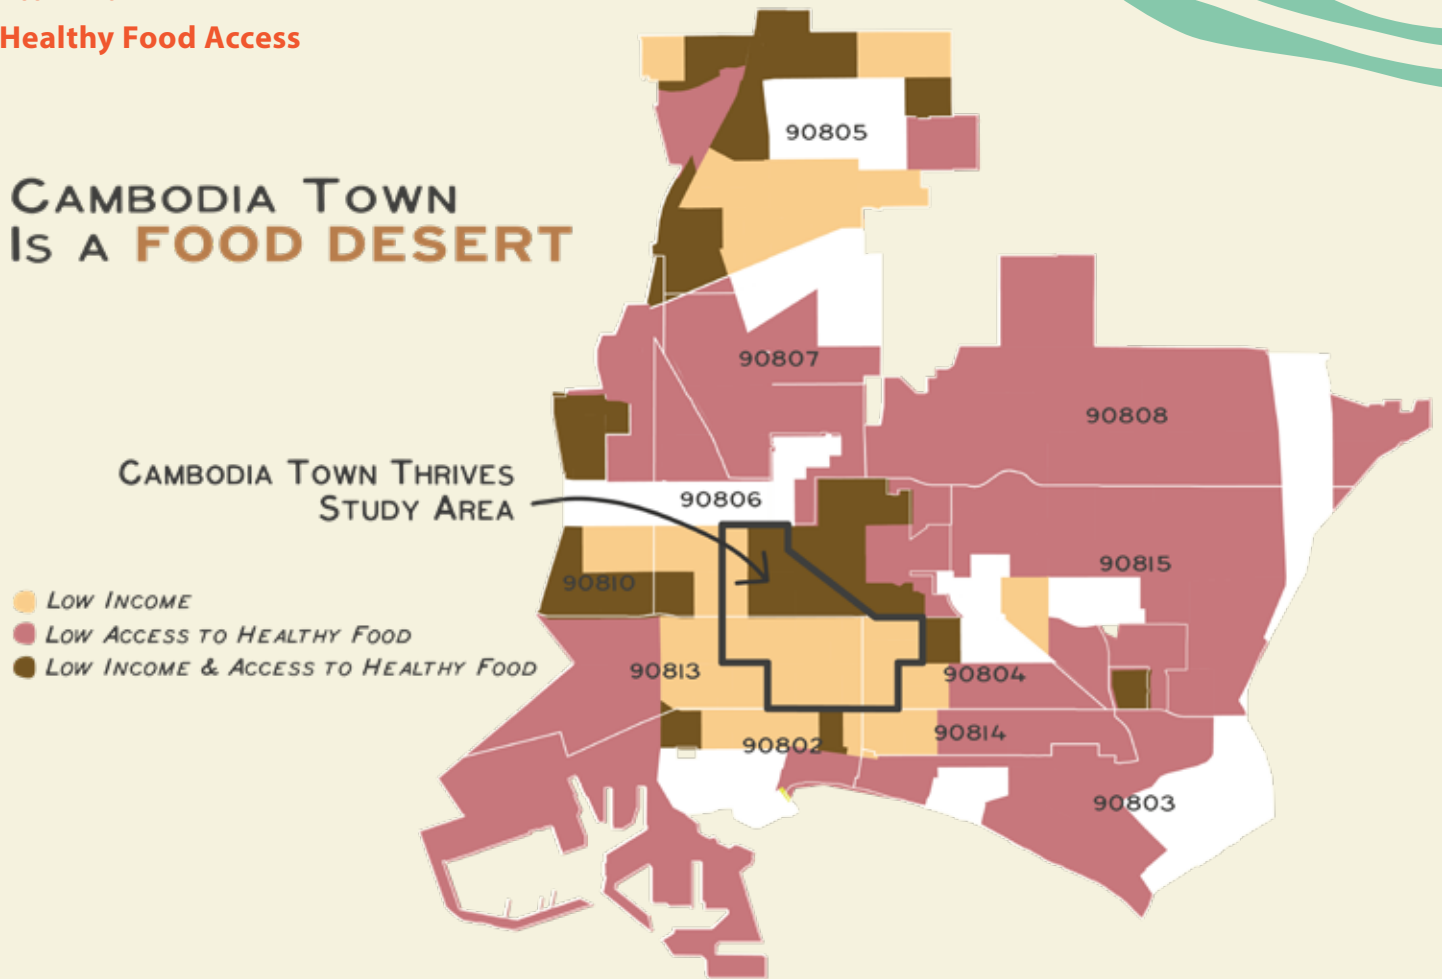 Healthy Food Access
CAMBODIA TOWN
IS A FOOD DESERT
CAMBODIA TOWN THRIVES
STUDY AREA
LOW INCOME
LOW ACCESS TO HEALTHY FOOD
LOW INCOME & ACCESS TO HEALTHY FOOD
90805
90807
90808
90806
90815
90810
90813
90804
90814
90802
90803